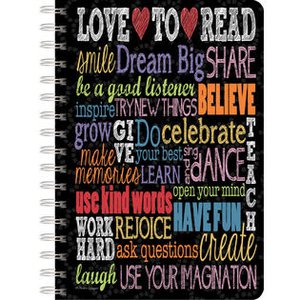 LOVE TO READ
smile Dream Big SHARE
be a good listener
inspire TRY NEW THINGS BELIEVE
grow GIVE Do celebrate
make memories your best LEARN sing and DANCE TEACH
open your mind
use kind words HAVE FUN
WORK HARD REJOICE
ask questions create
laugh USE YOUR IMAGINATION